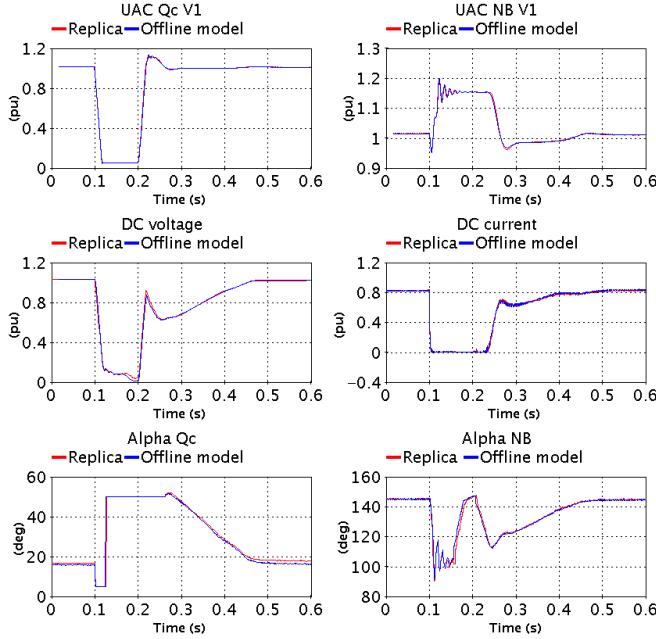 UAC Qc V1
Replica Offline model
1.2
0.8
0.4
0
(pu)
0 0.1 0.2 0.3 0.4 0.5 0.6
Time (s)
UAC NB V1
Replica Offline model
1.3
1.2
1.1
1
0.9
(pu)
0 0.1 0.2 0.3 0.4 0.5 0.6
Time (s)
DC voltage
Replica Offline model
1.2
0.8
0.4
0
(pu)
0 0.1 0.2 0.3 0.4 0.5 0.6
Time (s)
DC current
Replica Offline model
1.2
0.8
0.4
0
−0.4
(pu)
0 0.1 0.2 0.3 0.4 0.5 0.6
Time (s)
Alpha Qc
Replica Offline model
60
40
20
0
(deg)
0 0.1 0.2 0.3 0.4 0.5 0.6
Time (s)
Alpha NB
Replica Offline model
160
140
120
100
80
(deg)
0 0.1 0.2 0.3 0.4 0.5 0.6
Time (s)